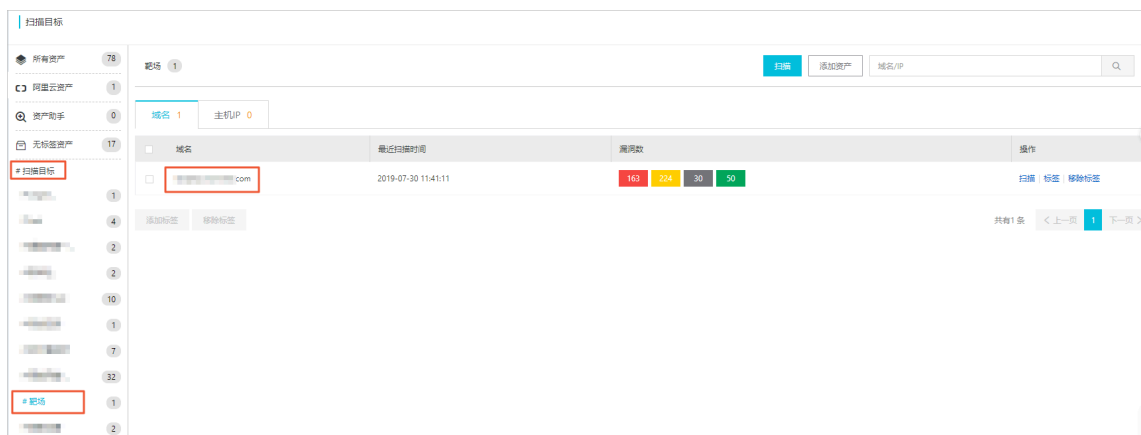 扫描目标
所有资产 78
阿里云资产 1
资产助手 0
无标签资产 17
# 扫描目标
1
4
2
2
10
1
7
32
# 靶场 1
2
靶场 1
扫描 添加资产 域名/IP
域名 1 主机IP 0
域名 最近扫描时间 漏洞数 操作
com 2019-07-30 11:41:11 163 224 30 50 扫描 | 标签 | 移除标签
添加标签 移除标签 共有1条 < 上一页 1 下一页 >